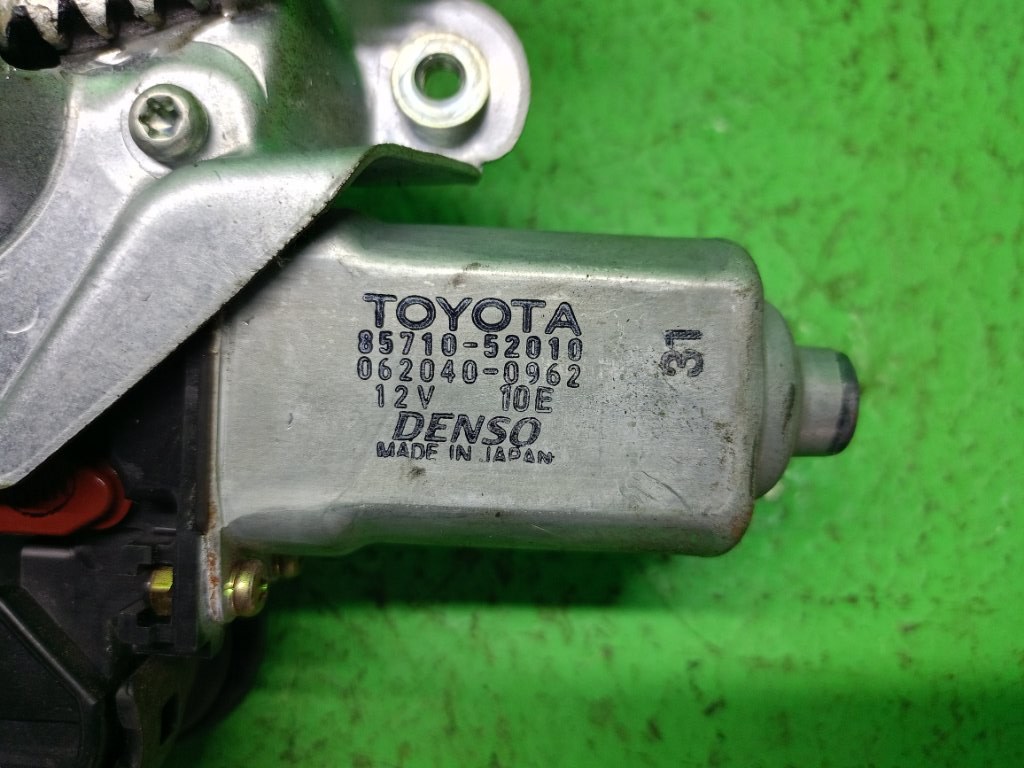 TOYOTA
85710-52010
062040-0962
12V 10E
DENSO
MADE IN JAPAN
31